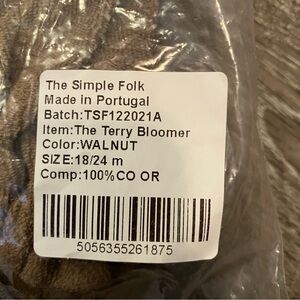 The Simple Folk
Made in Portugal
Batch:TSF122021A
Item:The Terry Bloomer
Color:WALNUT
SIZE:18/24 m
Comp:100%CO OR
5056355261875